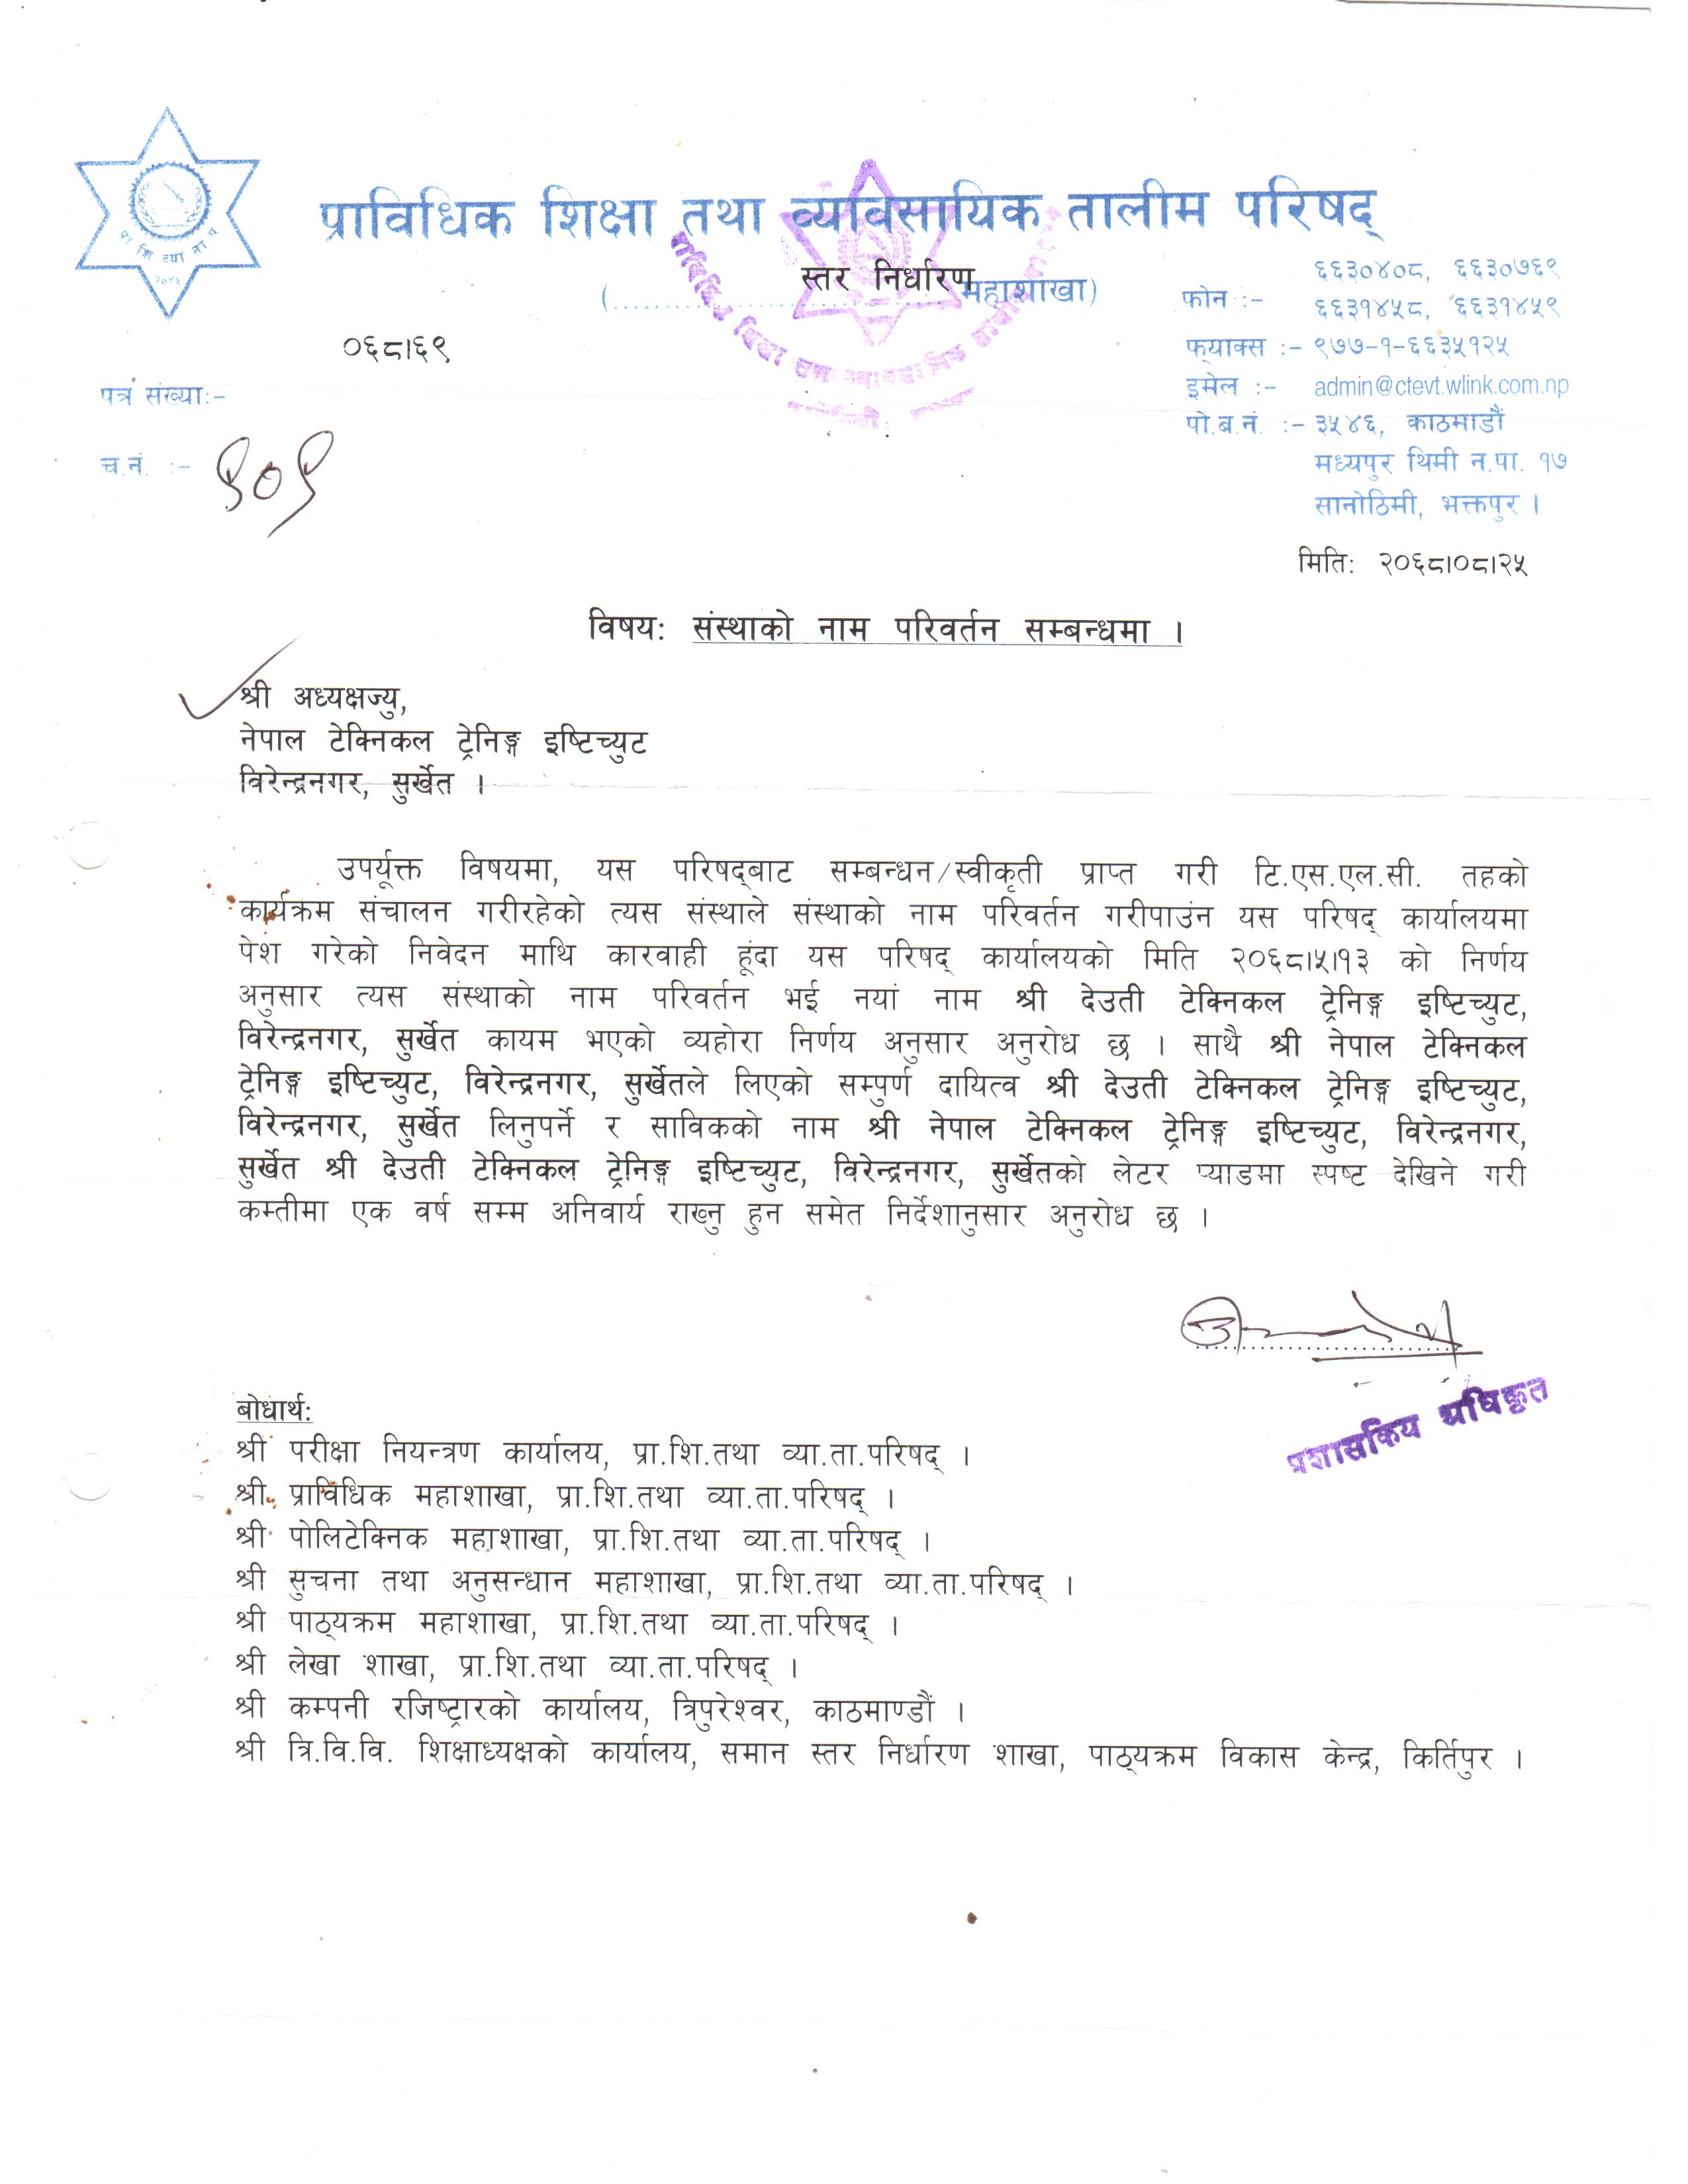 प्राविधिक शिक्षा तथा व्यविसायिक तालीम परिषद्
(स्तर निर्धारण महाशाखा)
फोन :- ६६३०४०८, ६६३०७६९
६६३१४५८, ६६३१४५९
फ्याक्स :- ९७७-१-६६३५१२५
इमेल :- admin@ctevt.wlink.com.np
पो.ब.नं. :- ३५४६, काठमाडौं
मध्यपुर थिमी न.पा. १७
सानोठिमी, भक्तपुर ।
०६८।६९
पत्र संख्या:-
च.नं. :- ९०९
मिति: २०६८।०८।२५
विषय: संस्थाको नाम परिवर्तन सम्बन्धमा ।
श्री अध्यक्षज्यु,
नेपाल टेक्निकल ट्रेनिङ्ग इष्टिच्युट
विरेन्द्रनगर, सुर्खेत ।
उपर्यूक्त विषयमा, यस परिषद्बाट सम्बन्धन/स्वीकृती प्राप्त गरी टि.एस.एल.सी. तहको
कार्यक्रम संचालन गरीरहेको त्यस संस्थाले संस्थाको नाम परिवर्तन गरीपाउंन यस परिषद् कार्यालयमा
पेश गरेको निवेदन माथि कारवाही हूंदा यस परिषद् कार्यालयको मिति २०६८।५।१३ को निर्णय
अनुसार त्यस संस्थाको नाम परिवर्तन भई नयां नाम श्री देउती टेक्निकल ट्रेनिङ्ग इष्टिच्युट,
विरेन्द्रनगर, सुर्खेत कायम भएको व्यहोरा निर्णय अनुसार अनुरोध छ । साथै श्री नेपाल टेक्निकल
ट्रेनिङ्ग इष्टिच्युट, विरेन्द्रनगर, सुर्खेतले लिएको सम्पुर्ण दायित्व श्री देउती टेक्निकल ट्रेनिङ्ग इष्टिच्युट,
विरेन्द्रनगर, सुर्खेत लिनुपर्ने र साविकको नाम श्री नेपाल टेक्निकल ट्रेनिङ्ग इष्टिच्युट, विरेन्द्रनगर,
सुर्खेत श्री देउती टेक्निकल ट्रेनिङ्ग इष्टिच्युट, विरेन्द्रनगर, सुर्खेतको लेटर प्याडमा स्पष्ट देखिने गरी
कम्तीमा एक वर्ष सम्म अनिवार्य राख्नु हुन समेत निर्देशानुसार अनुरोध छ ।
प्रशासकिय अधिकृत
बोधार्थ:
श्री परीक्षा नियन्त्रण कार्यालय, प्रा.शि.तथा व्या.ता.परिषद् ।
श्री प्राविधिक महाशाखा, प्रा.शि.तथा व्या.ता.परिषद् ।
श्री पोलिटेक्निक महाशाखा, प्रा.शि.तथा व्या.ता.परिषद् ।
श्री सुचना तथा अनुसन्धान महाशाखा, प्रा.शि.तथा व्या.ता.परिषद् ।
श्री पाठ्यक्रम महाशाखा, प्रा.शि.तथा व्या.ता.परिषद् ।
श्री लेखा शाखा, प्रा.शि.तथा व्या.ता.परिषद् ।
श्री कम्पनी रजिष्ट्रारको कार्यालय, त्रिपुरेश्वर, काठमाण्डौं ।
श्री त्रि.वि.वि. शिक्षाध्यक्षको कार्यालय, समान स्तर निर्धारण शाखा, पाठ्यक्रम विकास केन्द्र, किर्तिपुर ।